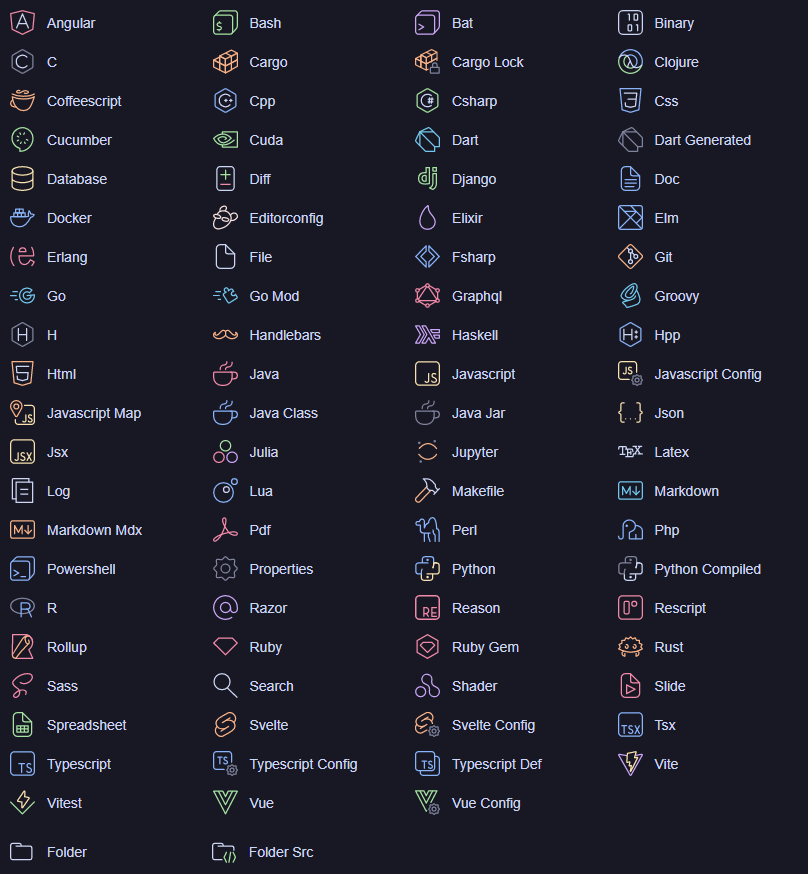 Angular Bash Bat Binary
C Cargo Cargo Lock Clojure
Coffeescript Cpp Csharp Css
Cucumber Cuda Dart Dart Generated
Database Diff Django Doc
Docker Editorconfig Elixir Elm
Erlang File Fsharp Git
Go Go Mod Graphql Groovy
H Handlebars Haskell Hpp
Html Java Javascript Javascript Config
Javascript Map Java Class Java Jar Json
Jsx Julia Jupyter Latex
Log Lua Makefile Markdown
Markdown Mdx Pdf Perl Php
Powershell Properties Python Python Compiled
R Razor Reason Rescript
Rollup Ruby Ruby Gem Rust
Sass Search Shader Slide
Spreadsheet Svelte Svelte Config Tsx
Typescript Typescript Config Typescript Def Vite
Vitest Vue Vue Config
Folder Folder Src